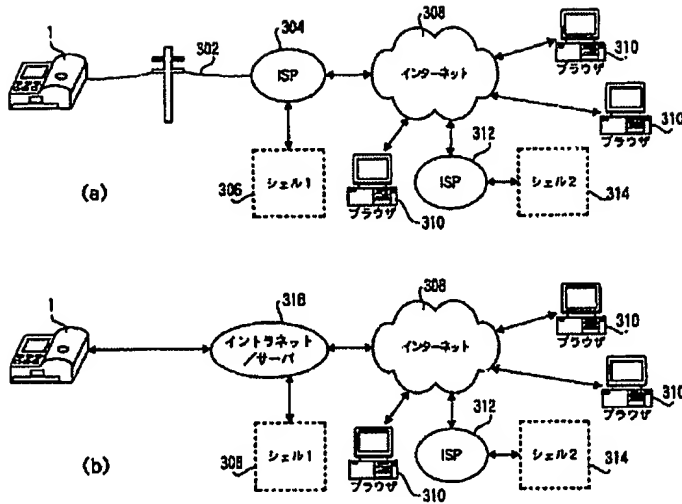 304
308
1
302
310
ISP
インターネット
ブラウザ
310
312
ブラウザ
306
シェル 1
ISP
シェル 2
314
(a)
ブラウザ
310
318
308
1
310
イントラネット
/サーバ
インターネット
ブラウザ
310
312
ブラウザ
308
シェル 1
ISP
シェル 2
314
(b)
ブラウザ
310